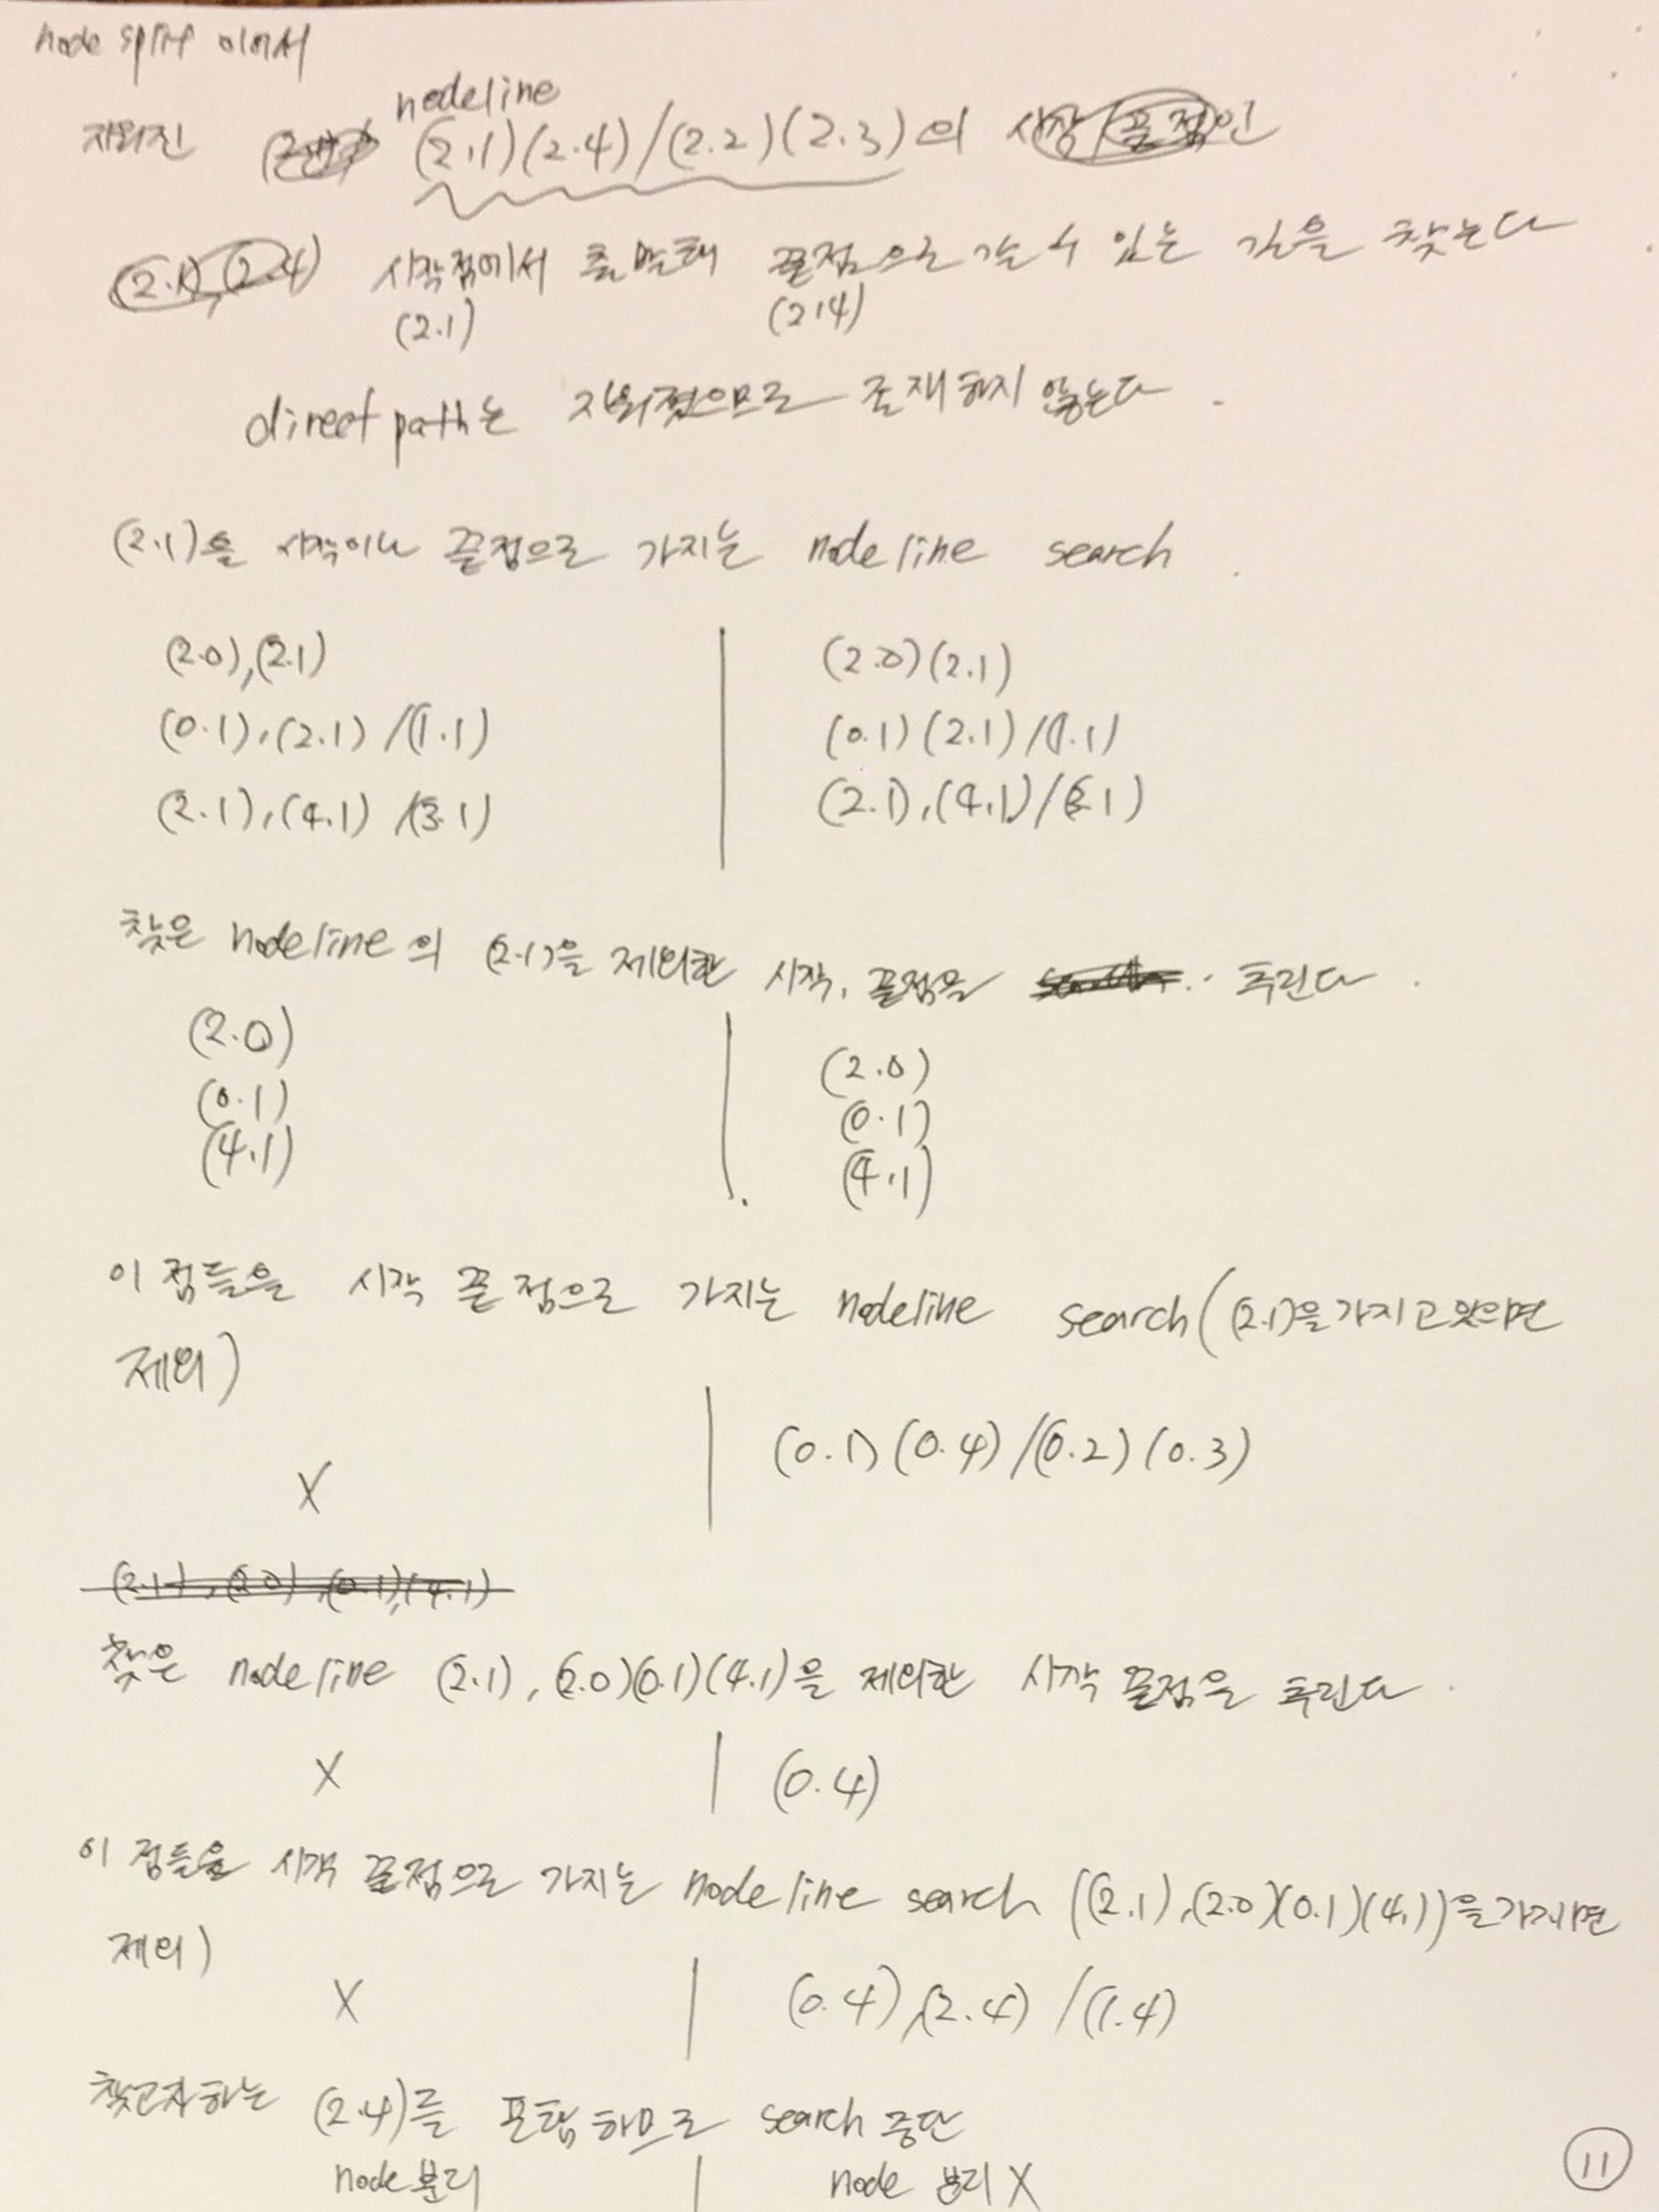 node split 이어서
nodeline
지워진 (2.1)(2.4)/(2.2)(2.3)의 시작/끝점인
(2.1),(2.4) 시작점에서 출발해 끝점으로 갈 수 있는 길을 찾는다
(2.1) (2.4)
direct path는 지워졌으므로 존재하지 않는다.
(2.1)을 시작이나 끝점으로 가지는 node line search.
(2.0),(2.1) | (2.0)(2.1)
(0.1),(2.1)/(1.1) | (0.1)(2.1)/(1.1)
(2.1),(4.1)/(3.1) | (2.1),(4.1)/(3.1)
찾은 nodeline의 (2.1)을 제외한 시작, 끝점을 추린다.
(2.0) | (2.0)
(0.1) | (0.1)
(4.1) | (4.1)
이 점들을 시작 끝점으로 가지는 nodeline search((2.1)을 가지고 있으면
제외)
X | (0.1)(0.4)/(0.2)(0.3)
(2.1),(2.0),(0.1),(4.1)
찾은 nodeline (2.1),(2.0)(0.1)(4.1)을 제외한 시작 끝점을 추린다.
X | (0.4)
이 점들을 시작 끝점으로 가지는 node line search ((2.1),(2.0)(0.1)(4.1))을 가지면
제외)
X | (0.4),(2.4)/(1.4)
찾고자하는 (2.4)를 포함하므로 search 중단
node 분리 | node 분리 X
11